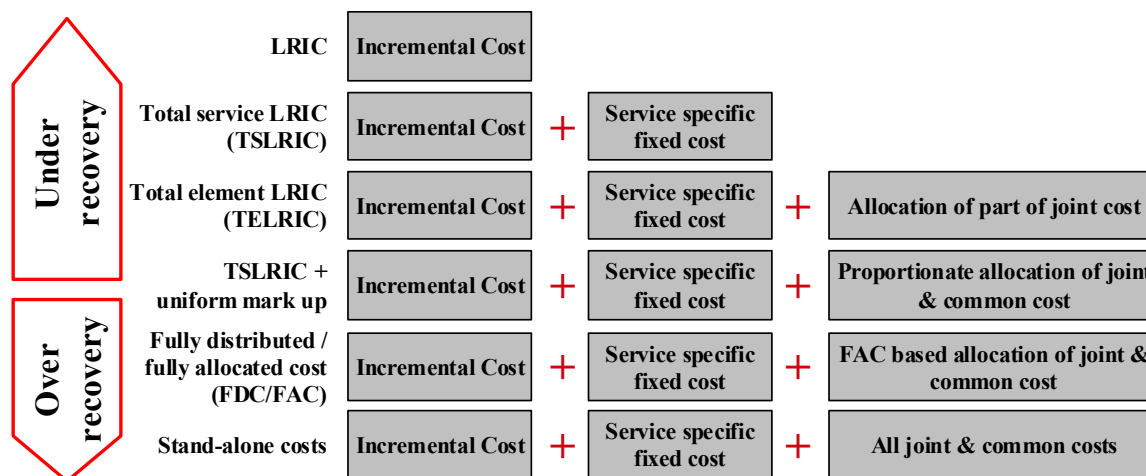 Under
recovery
Over
recovery
LRIC
Incremental Cost
Total service LRIC
(TSLRIC)
Incremental Cost
+
Service specific
fixed cost
Total element LRIC
(TELRIC)
Incremental Cost
+
Service specific
fixed cost
+
Allocation of part of joint cost
TSLRIC +
uniform mark up
Incremental Cost
+
Service specific
fixed cost
+
Proportionate allocation of joint
& common cost
Fully distributed /
fully allocated cost
(FDC/FAC)
Incremental Cost
+
Service specific
fixed cost
+
FAC based allocation of joint &
common cost
Stand-alone costs
Incremental Cost
+
Service specific
fixed cost
+
All joint & common costs